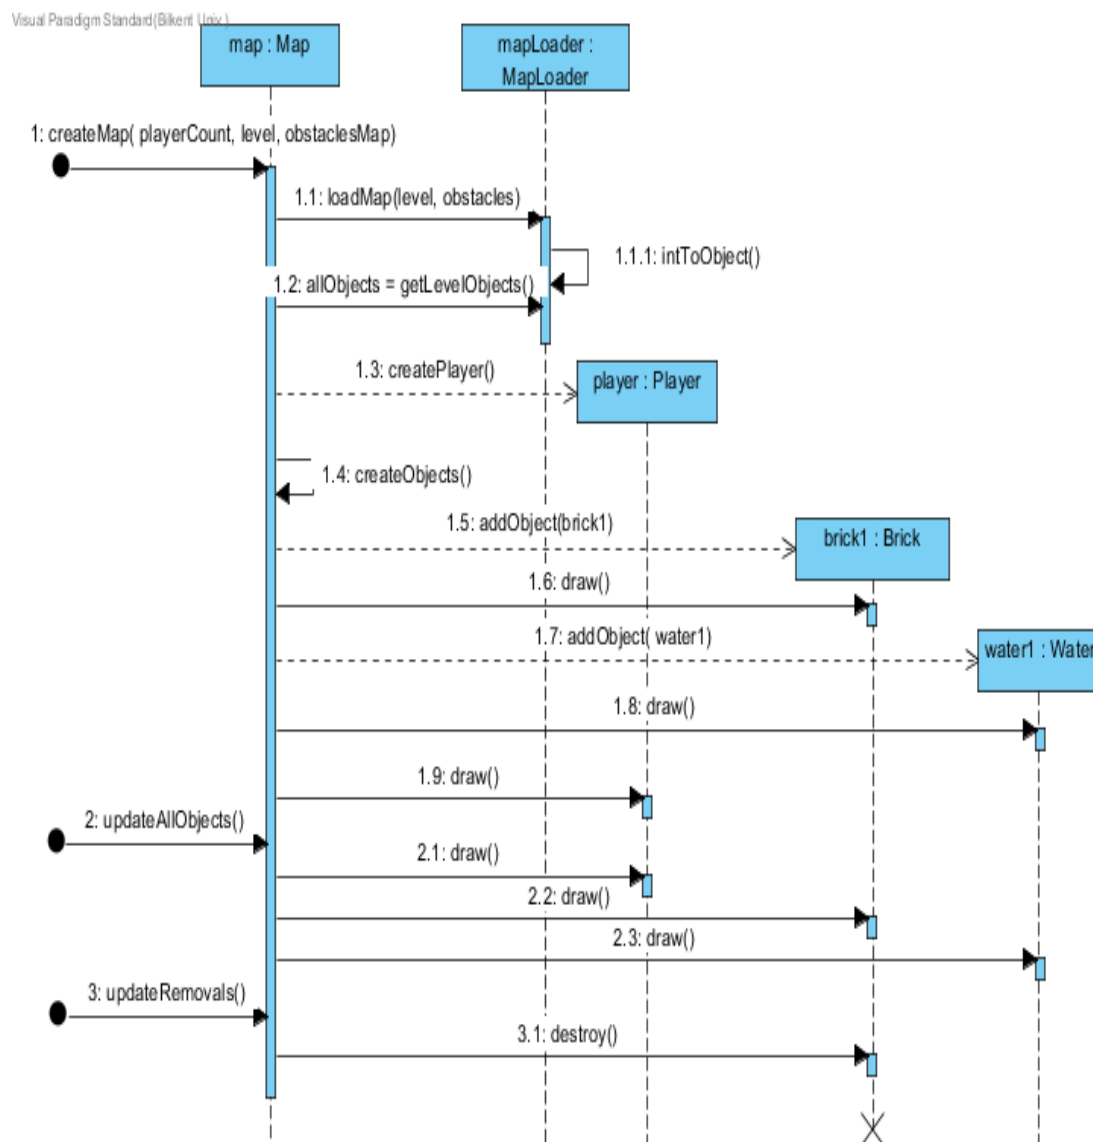 Visual Paradigm Standard(Bilkent Univ.)
map : Map
mapLoader :
MapLoader
1: createMap( playerCount, level, obstaclesMap)
1.1: loadMap(level, obstacles)
1.1.1: intToObject()
1.2: allObjects = getLevelObjects()
1.3: createPlayer()
player : Player
1.4: createObjects()
1.5: addObject(brick1)
brick1 : Brick
1.6: draw()
1.7: addObject( water1)
water1 : Water
1.8: draw()
1.9: draw()
2: updateAllObjects()
2.1: draw()
2.2: draw()
2.3: draw()
3: updateRemovals()
3.1: destroy()